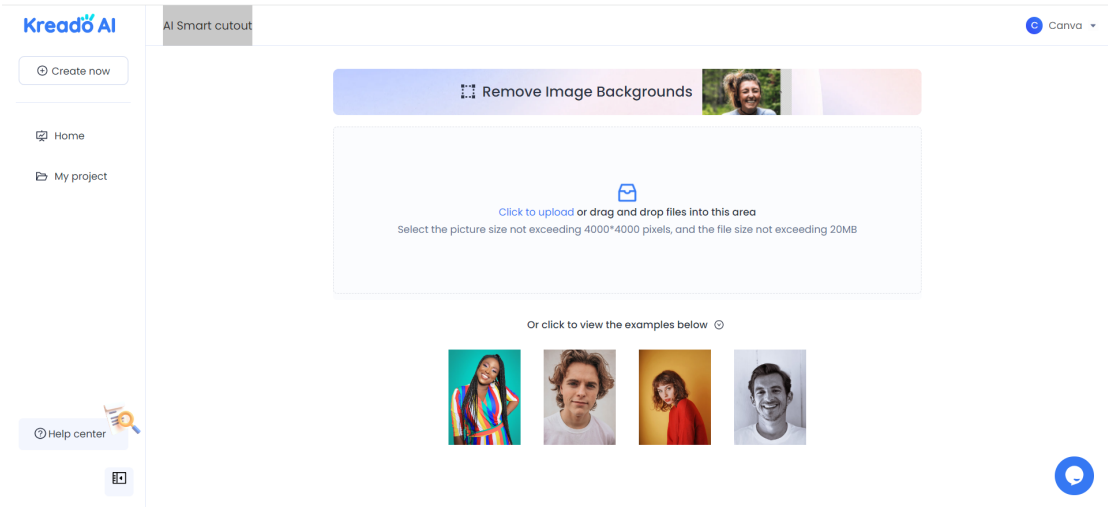 Kreado AI
AI Smart cutout
C Canva
Create now
Home
My project
Remove Image Backgrounds
Click to upload or drag and drop files into this area
Select the picture size not exceeding 4000*4000 pixels, and the file size not exceeding 20MB
Or click to view the examples below
Help center